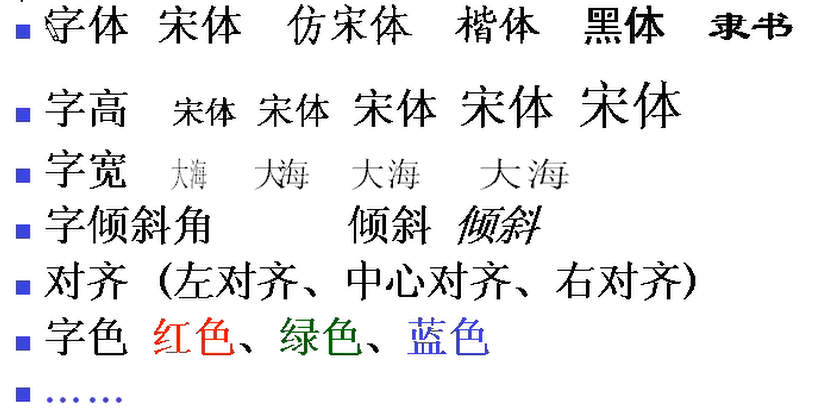 字体 宋体 仿宋体 楷体 黑体 隶书
字高 宋体 宋体 宋体 宋体 宋体
字宽 大海 大海 大海 大海
字倾斜角 倾斜 倾斜
对齐（左对齐、中心对齐、右对齐）
字色 红色、绿色、蓝色
……